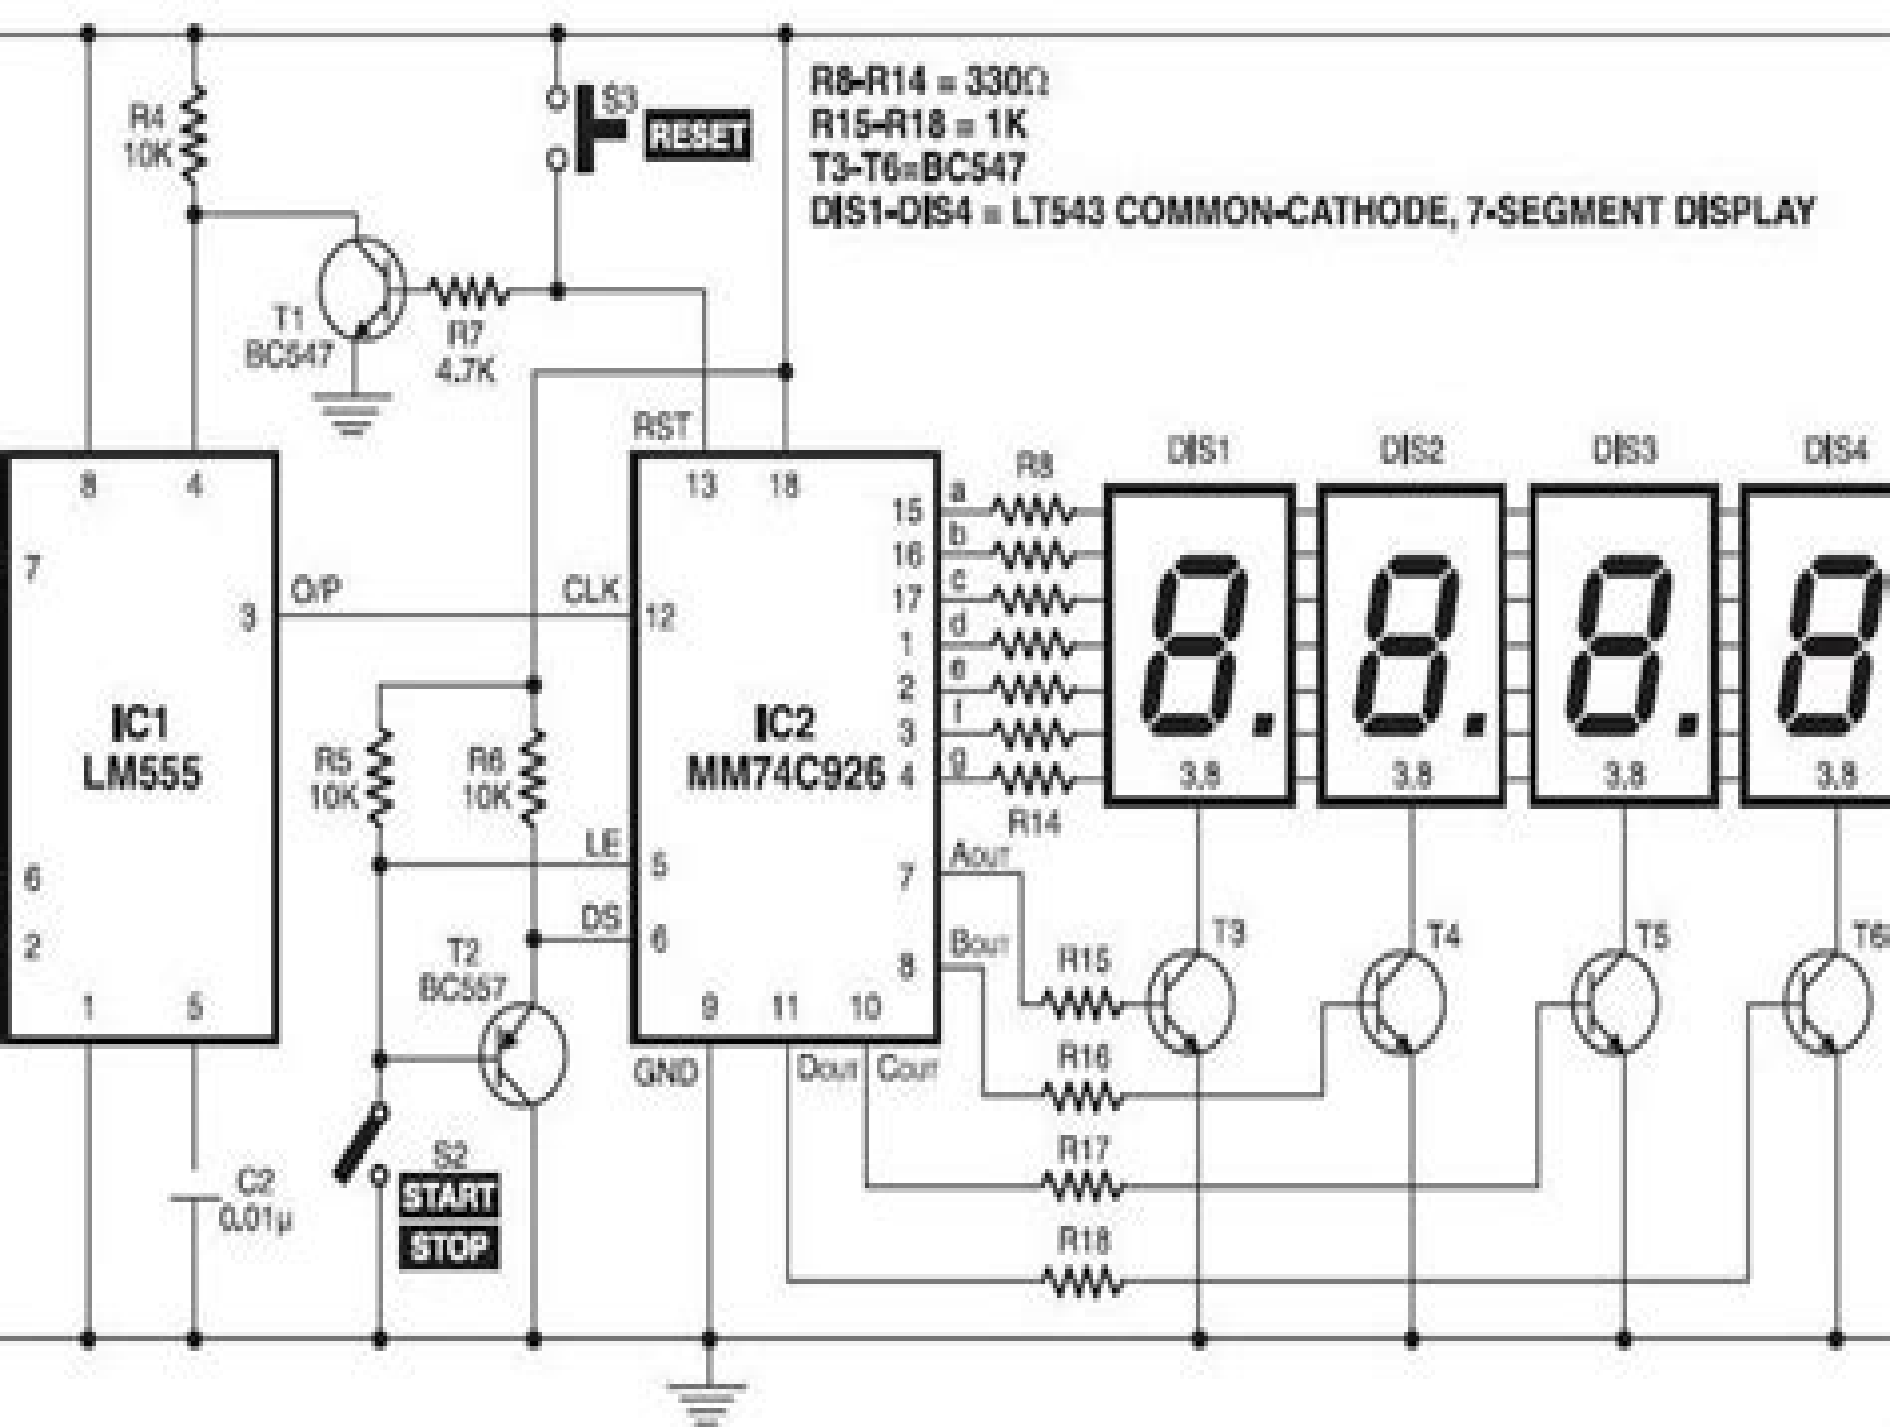 R8-R14 = 330Ω
R15-R18 = 1K
T3-T6=BC547
DIS1-DIS4 = LT543 COMMON-CATHODE, 7-SEGMENT DISPLAY
R4
10K
S3
RESET
T1
BC547
R7
4.7K
RST
8
4
7
3
O/P
IC1
LM555
6
2
1
5
C2
0.01µ
R5
10K
R6
10K
LE
DS
T2
BC557
S2
START
STOP
CLK
13
18
12
IC2
MM74C926
5
6
9
11
10
GND
DOUT
COUT
15
16
17
1
2
3
4
7
8
a
b
c
d
e
f
g
R8
R14
AOUT
BOUT
DIS1
DIS2
DIS3
DIS4
3,8
3,8
3,8
3,8
R15
R16
R17
R18
T3
T4
T5
T6